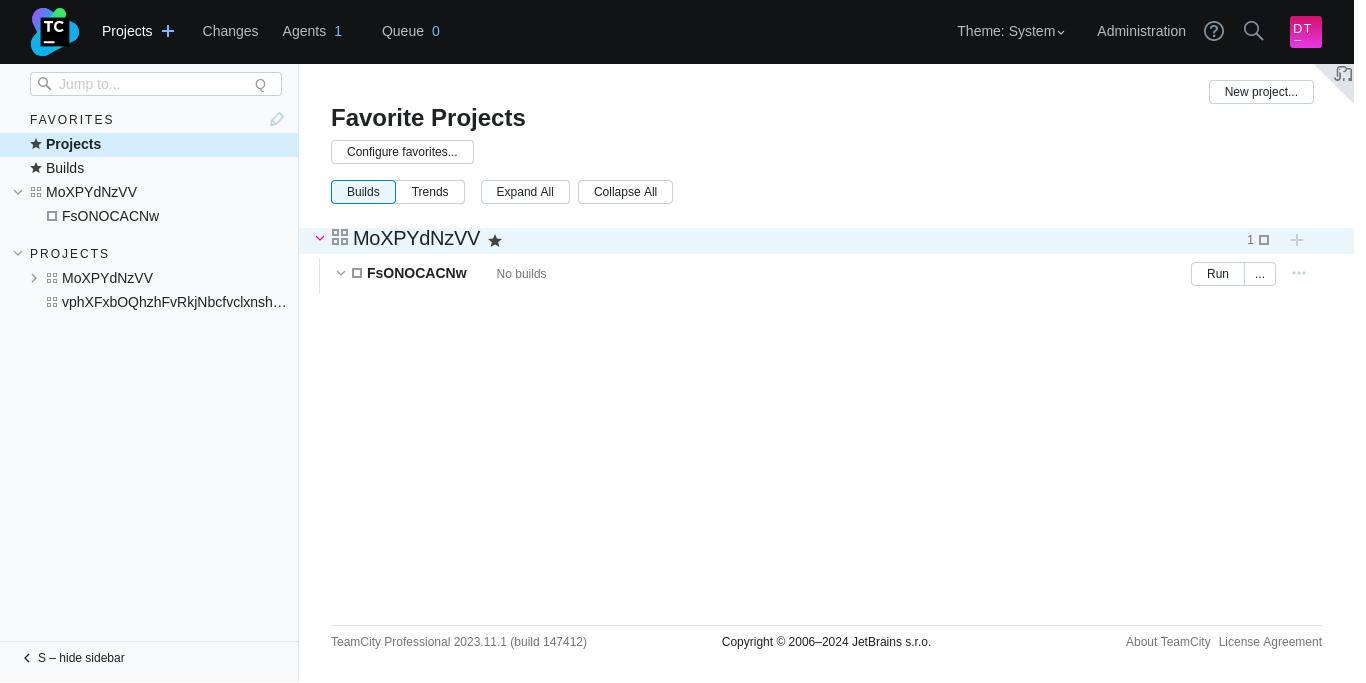 TC
Projects
Changes
Agents 1
Queue 0
Theme: System
Administration
DT
Jump to...
Q
FAVORITES
Projects
Builds
MoXPYdNzVV
FsONOCACNw
PROJECTS
MoXPYdNzVV
vphXFxbOQhzhFvRkjNbcfvclxnsh…
S – hide sidebar
New project...
Favorite Projects
Configure favorites...
Builds
Trends
Expand All
Collapse All
MoXPYdNzVV
1
FsONOCACNw
No builds
Run
...
TeamCity Professional 2023.11.1 (build 147412)
Copyright © 2006–2024 JetBrains s.r.o.
About TeamCity
License Agreement